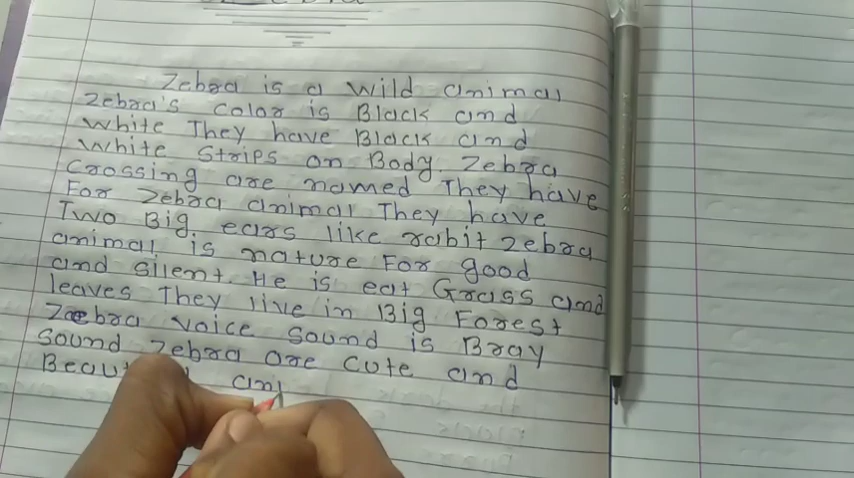 Zebra is a wild animal
Zebra's color is Black and
white They have Black and
white Strips on Body. Zebra
Crossing are named They have
For Zebra animal They have
Two Big ears like rabit zebra
animal is nature For good
and silent. He is eat Grass and
leaves They live in Big Forest
Zebra voice sound is Bray
sound zebra are cute and